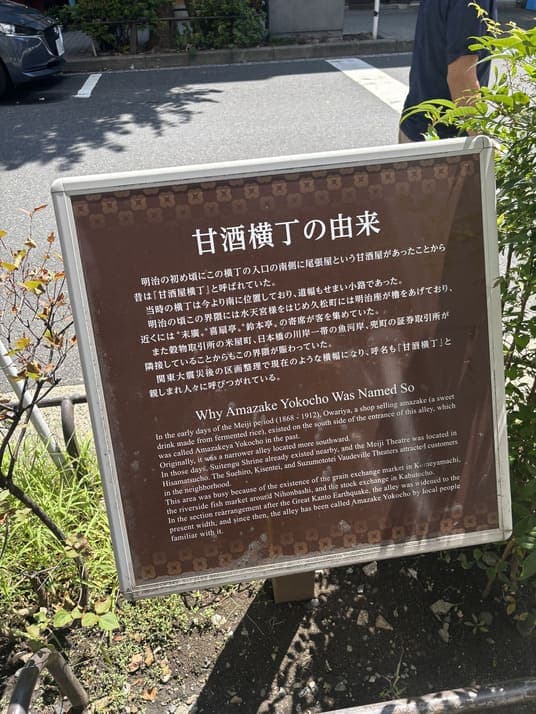 甘酒横丁の由来
明治の初め頃にこの横丁の入口の南側に尾張屋という甘酒屋があったことから
昔は『甘酒屋横丁』と呼ばれていた。
当時の横丁は今より南に位置しており、道幅もせまい小路であった。
明治の頃この界隈には水天宮様をはじめ久松町には明治座が櫓をあげており、
近くには“末廣。”喜扇亭。“鈴本亭。の寄席が客を集めていた。
また穀物取引所の米屋町、日本橋の川岸一帯の魚河岸、兜町の証券取引所が
隣接していることからもこの界隈が賑わっていた。
関東大震災後の区画整理で現在のような横幅になり、呼名も『甘酒横丁』と
親しまれ人々に呼びつがれている。
Why Amazake Yokocho Was Named So
In the early days of the Meiji period (1868 - 1912), Owariya, a shop selling amazake (a sweet
drink made from fermented rice), existed on the south side of the entrance of this alley, which
was called Amazakeya Yokocho in the past.
Originally, it was a narrower alley located more southward.
In those days, Suitengu Shrine already existed nearby, and the Meiji Theatre was located in
Hisamatsucho. The Suehiro, Kisentei, and Suzumototei Vaudeville Theaters attracted customers
in the neighborhood.
This area was busy because of the existence of the grain exchange market in Komeyamachi,
the riverside fish market around Nihonbashi, and the stock exchange in Kabutocho.
In the section rearrangement after the Great Kanto Earthquake, the alley was widened to the
present width, and since then, the alley has been called Amazake Yokocho by local people
familiar with it.